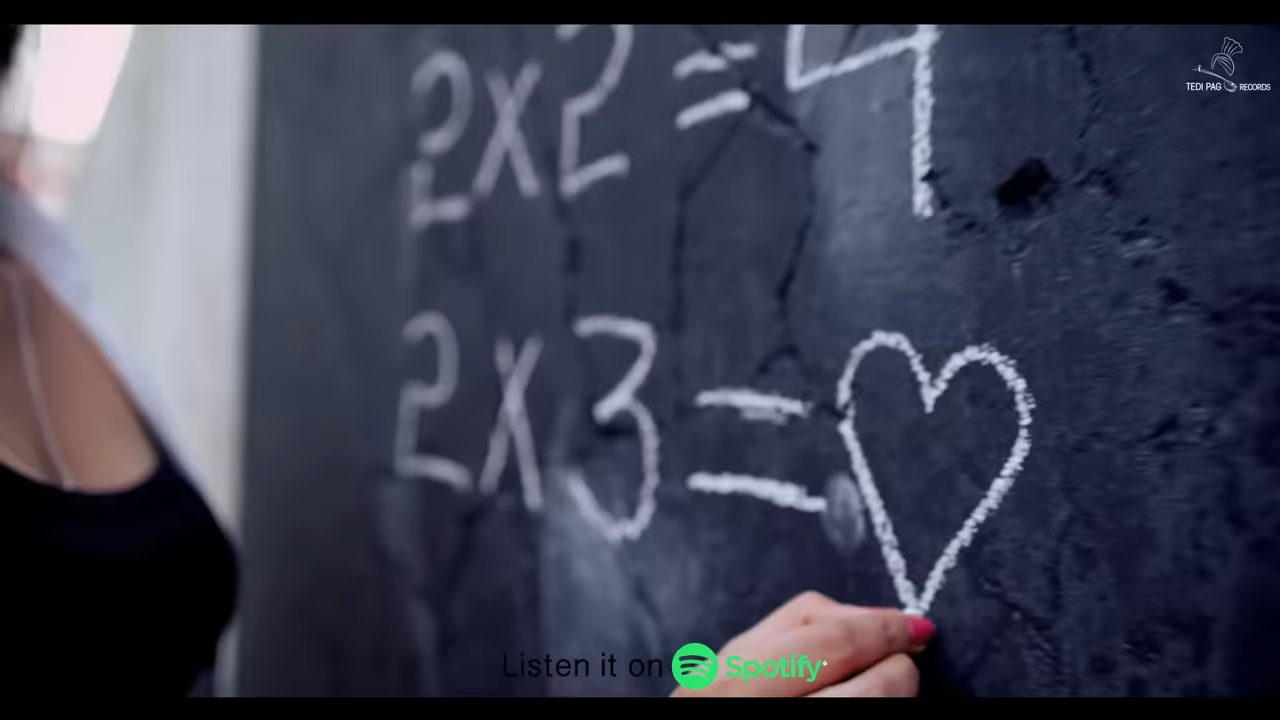 2x2=4
TEDI PAG RECORDS
2x3=
Listen it on Spotify